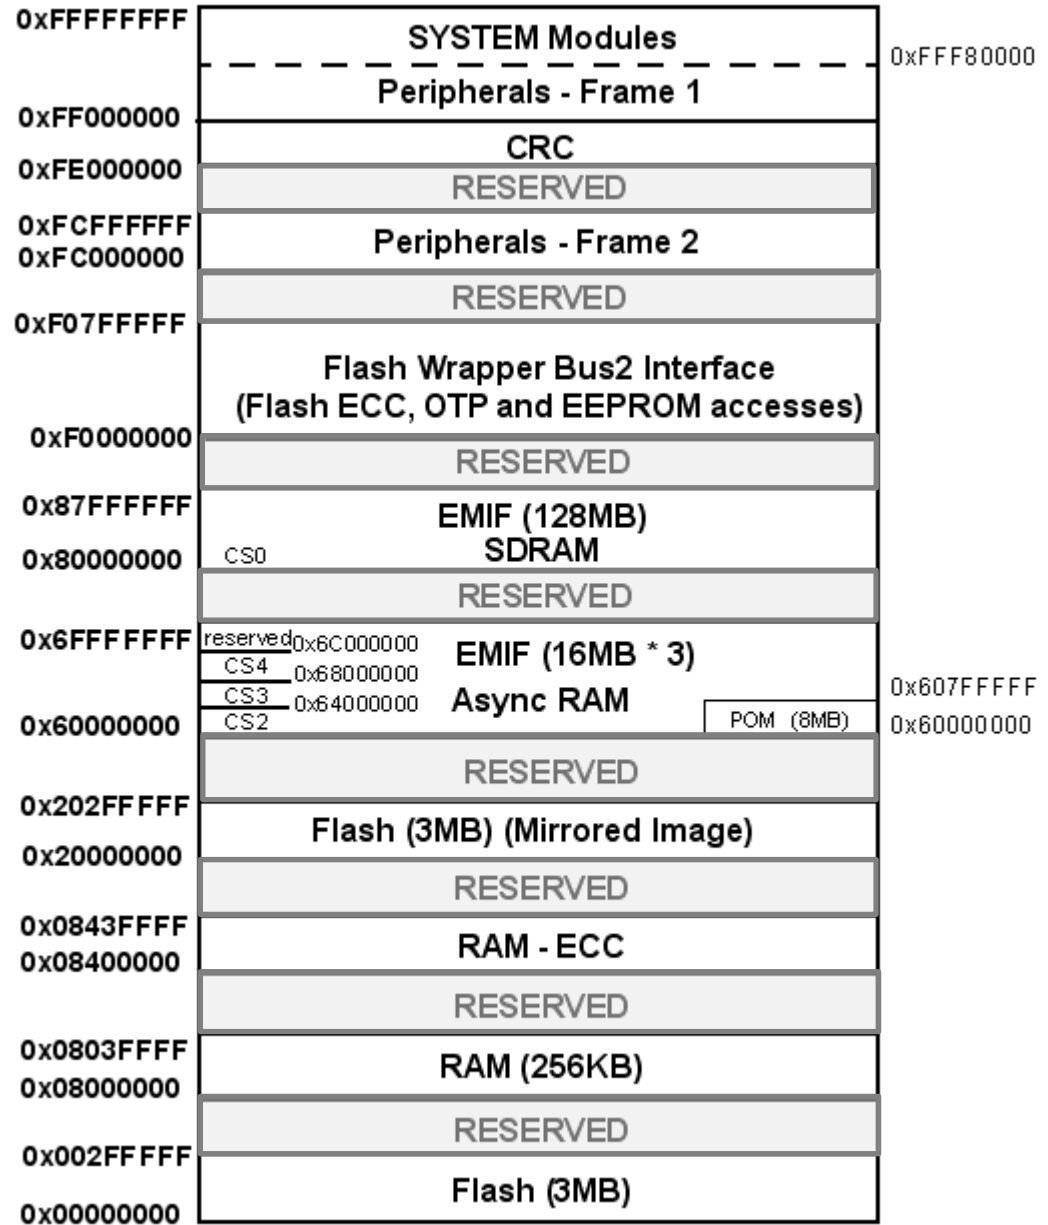 0xFFFFFFFF
SYSTEM Modules
0xFFF80000
Peripherals - Frame 1
0xFF000000
CRC
0xFE000000
RESERVED
0xFCFFFFFF
Peripherals - Frame 2
0xFC000000
RESERVED
0xF07FFFFF
Flash Wrapper Bus2 Interface
(Flash ECC, OTP and EEPROM accesses)
0xF0000000
RESERVED
0x87FFFFFF
EMIF (128MB)
SDRAM
0x80000000
CS0
RESERVED
0x6FFFFFFF
reserved
0x6C000000
EMIF (16MB * 3)
CS4
0x68000000
0x607FFFFF
CS3
0x64000000
Async RAM
0x60000000
CS2
POM (8MB)
0x60000000
RESERVED
0x202FFFFF
Flash (3MB) (Mirrored Image)
0x20000000
RESERVED
0x0843FFFF
RAM - ECC
0x08400000
RESERVED
0x0803FFFF
RAM (256KB)
0x08000000
RESERVED
0x002FFFFF
Flash (3MB)
0x00000000